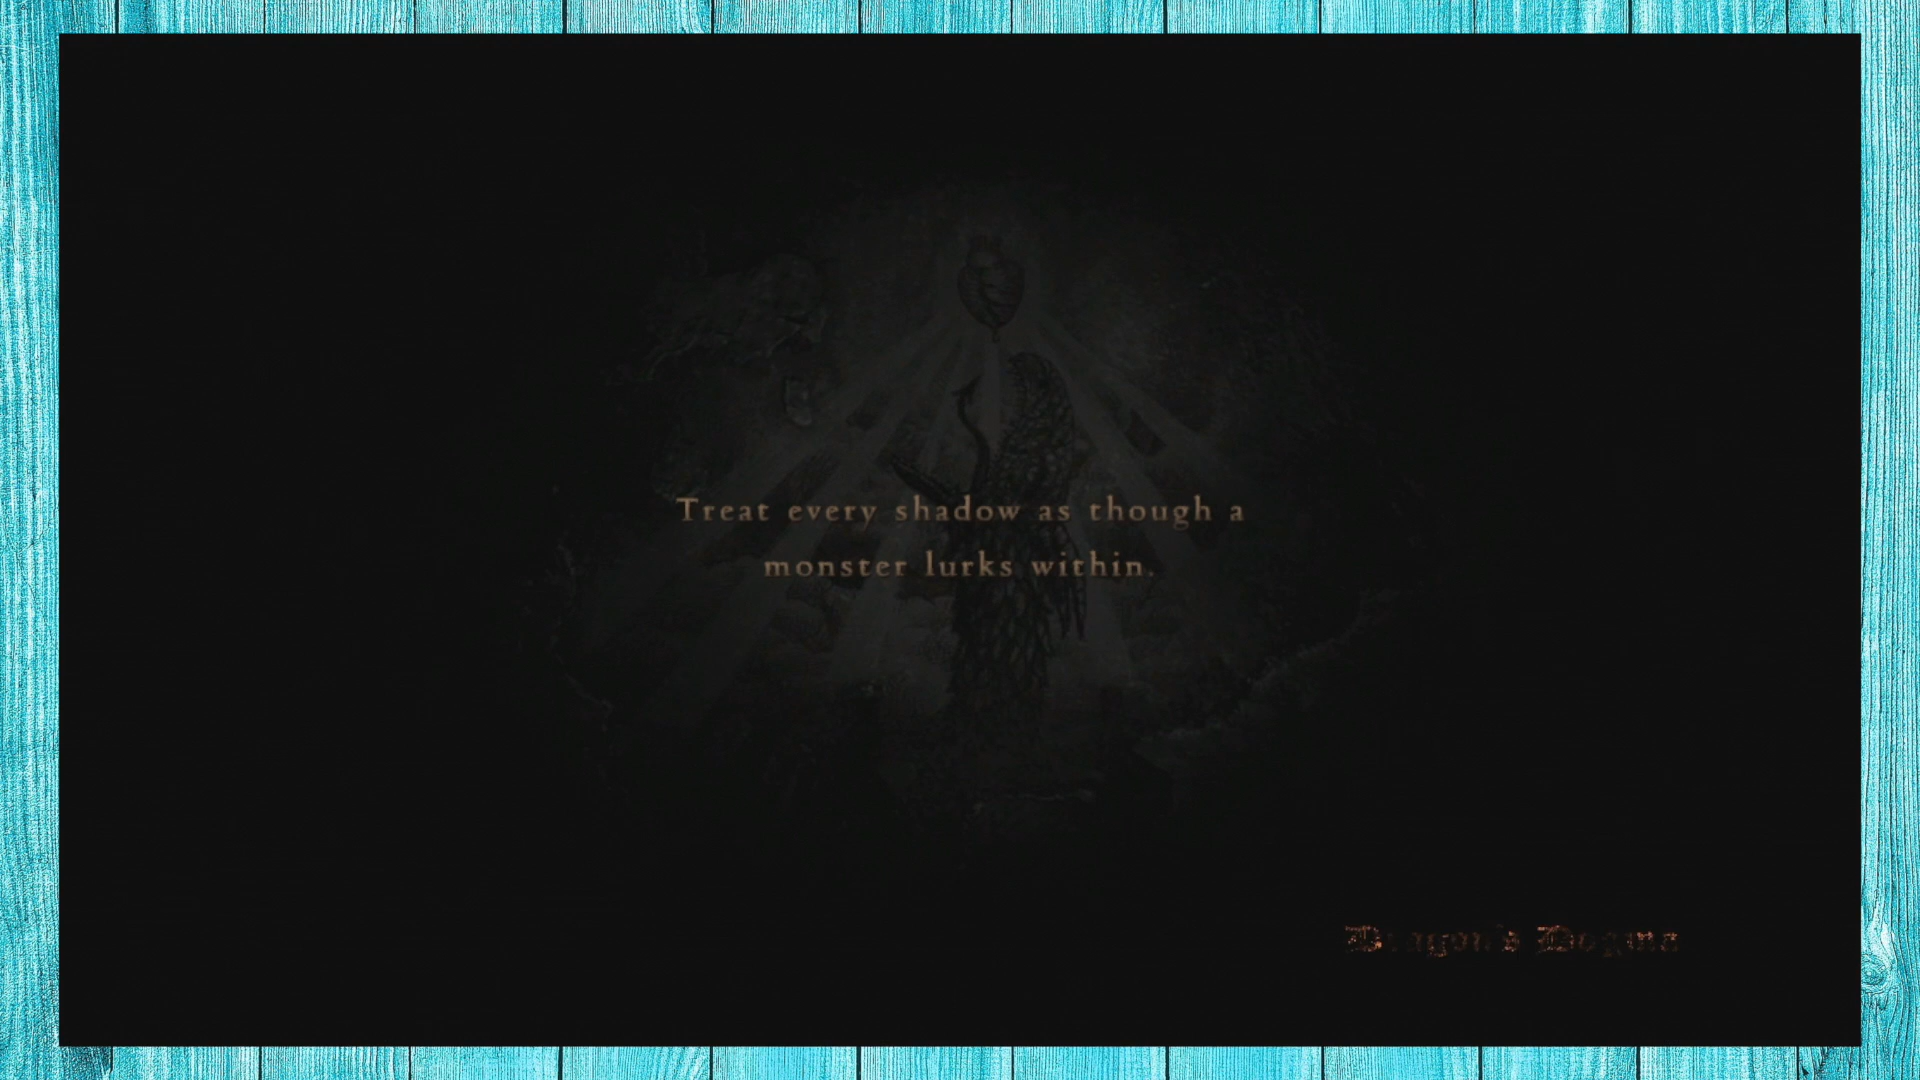 Treat every shadow as though a
monster lurks within.
Dragon's Dogma